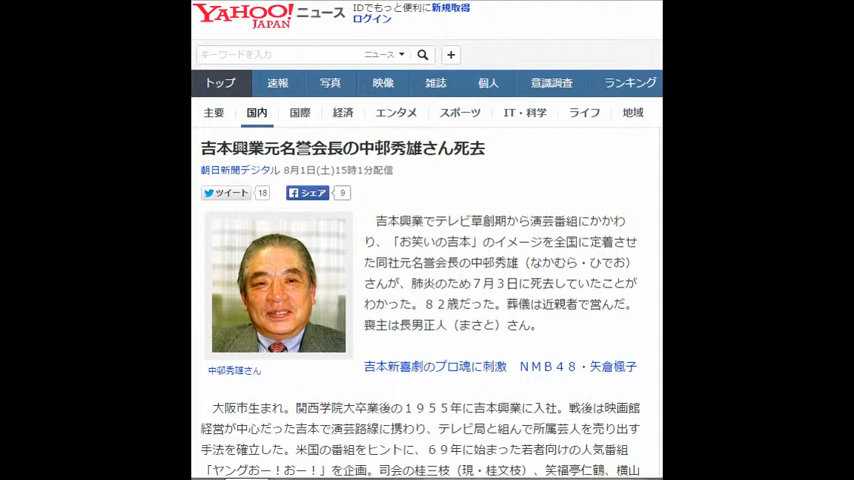 YAHOO! JAPAN ニュース
IDでもっと便利に新規取得
ログイン
キーワードを入力 ニュース
トップ 速報 写真 映像 雑誌 個人 意識調査 ランキング
主要 国内 国際 経済 エンタメ スポーツ IT・科学 ライフ 地域
吉本興業元名誉会長の中邨秀雄さん死去
朝日新聞デジタル 8月1日(土)15時1分配信
ツイート 18 シェア 9
吉本興業でテレビ草創期から演芸番組にかかわ
り、「お笑いの吉本」のイメージを全国に定着させ
た同社元名誉会長の中邨秀雄（なかむら・ひでお）
さんが、肺炎のため７月３日に死去していたことが
わかった。８２歳だった。葬儀は近親者で営んだ。
喪主は長男正人（まさと）さん。
中邨秀雄さん
吉本新喜劇のプロ魂に刺激　ＮＭＢ４８・矢倉楓子
大阪市生まれ。関西学院大卒業後の１９５５年に吉本興業に入社。戦後は映画館
経営が中心だった吉本で演芸路線に携わり、テレビ局と組んで所属芸人を売り出す
手法を確立した。米国の番組をヒントに、６９年に始まった若者向けの人気番組
「ヤングおー！おー！」を企画。司会の桂三枝（現・桂文枝）、笑福亭仁鶴、横山